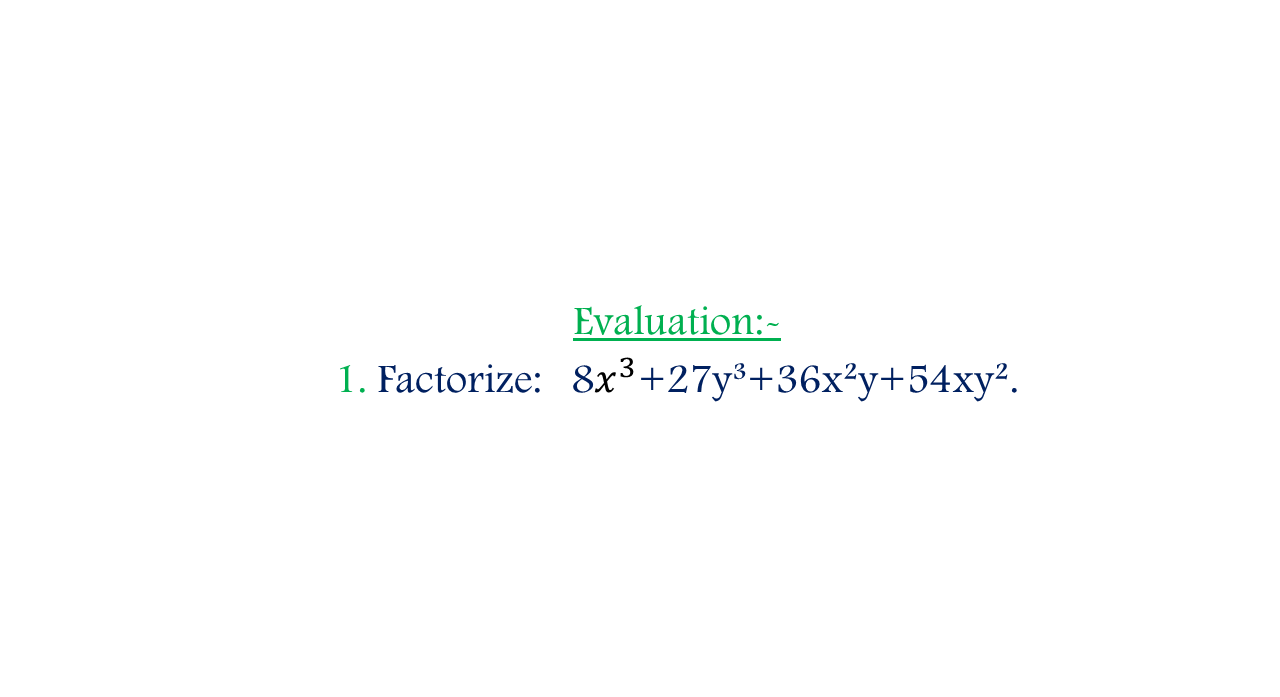 Evaluation:-
1. Factorize: 8𝑥³+27y³+36x²y+54xy².